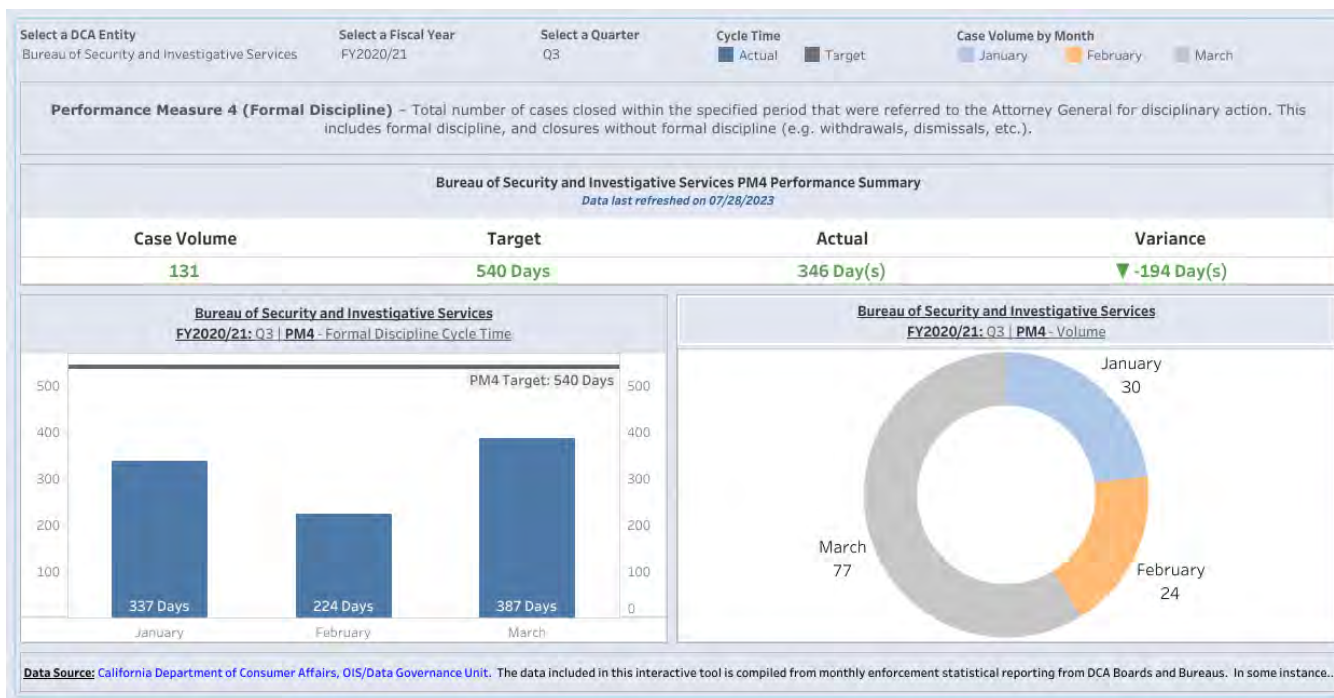 Select a DCA Entity
Select a Fiscal Year
Select a Quarter
Cycle Time
Case Volume by Month
Bureau of Security and Investigative Services
FY2020/21
Q3
Actual
Target
January
February
March
Performance Measure 4 (Formal Discipline) – Total number of cases closed within the specified period that were referred to the Attorney General for disciplinary action. This
includes formal discipline, and closures without formal discipline (e.g. withdrawals, dismissals, etc.).
Bureau of Security and Investigative Services PM4 Performance Summary
Data last refreshed on 07/28/2023
Case Volume
Target
Actual
Variance
131
540 Days
346 Day(s)
▼ -194 Day(s)
Bureau of Security and Investigative Services
FY2020/21: Q3 | PM4 - Formal Discipline Cycle Time
PM4 Target: 540 Days
500
400
300
200
100
500
400
300
200
100
0
337 Days
224 Days
387 Days
January
February
March
Bureau of Security and Investigative Services
FY2020/21: Q3 | PM4 - Volume
January
30
March
77
February
24
Data Source: California Department of Consumer Affairs, OIS/Data Governance Unit. The data included in this interactive tool is compiled from monthly enforcement statistical reporting from DCA Boards and Bureaus. In some instance...